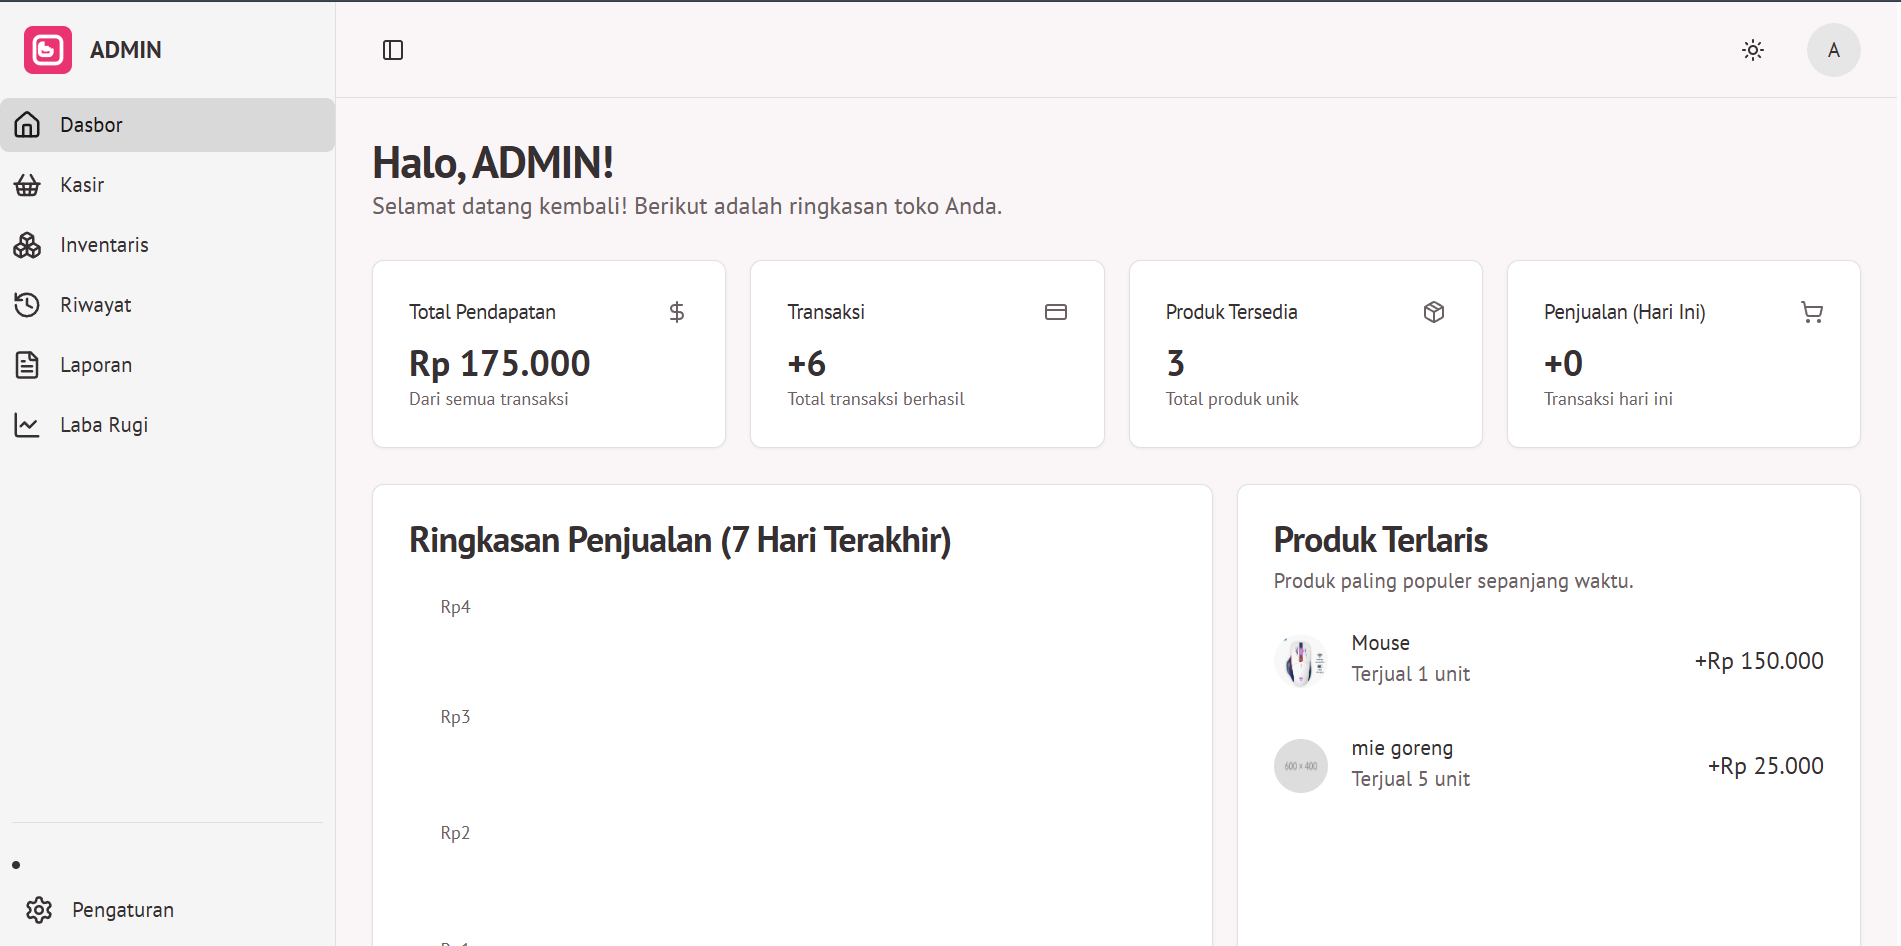 ADMIN
A
Dasbor
Kasir
Inventaris
Riwayat
Laporan
Laba Rugi
Pengaturan
Halo, ADMIN!
Selamat datang kembali! Berikut adalah ringkasan toko Anda.
Total Pendapatan
Rp 175.000
Dari semua transaksi
Transaksi
+6
Total transaksi berhasil
Produk Tersedia
3
Total produk unik
Penjualan (Hari Ini)
+0
Transaksi hari ini
Ringkasan Penjualan (7 Hari Terakhir)
Rp4
Rp3
Rp2
Produk Terlaris
Produk paling populer sepanjang waktu.
Mouse
Terjual 1 unit
+Rp 150.000
600 × 400
mie goreng
Terjual 5 unit
+Rp 25.000